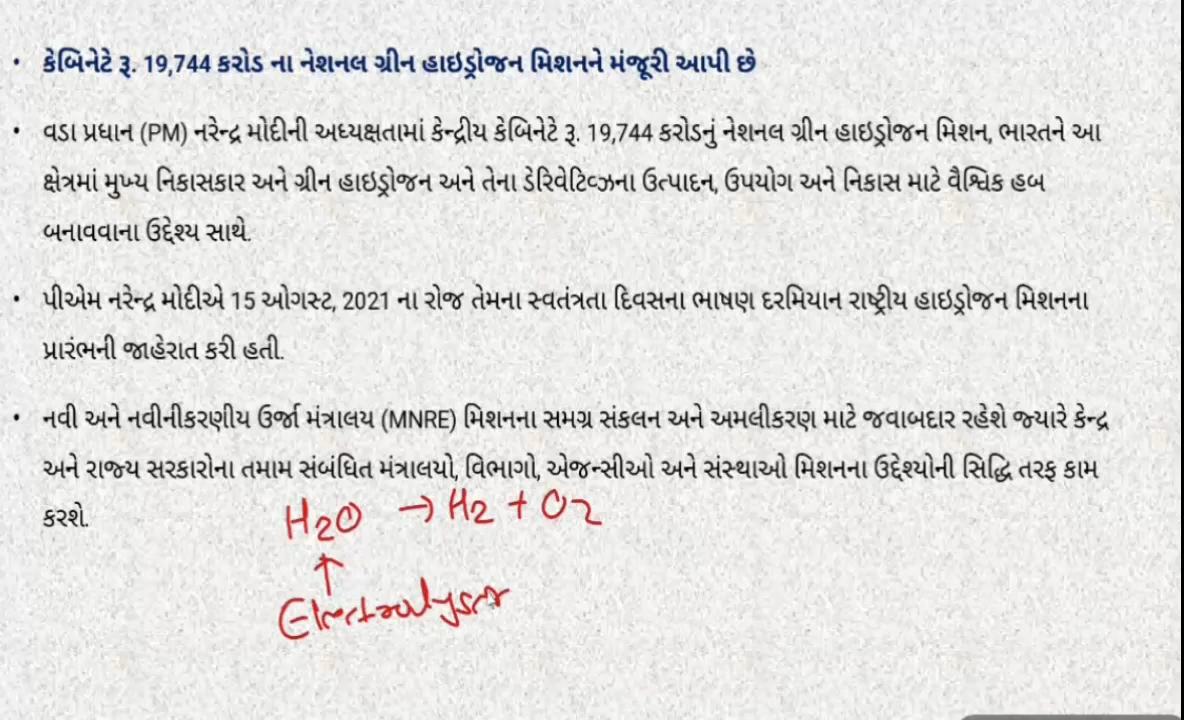 • કેબિનેટે રૂ. 19,744 કરોડ ના નેશનલ ગ્રીન હાઇડ્રોજન મિશનને મંજૂરી આપી છે
• વડા પ્રધાન (PM) નરેન્દ્ર મોદીની અધ્યક્ષતામાં કેન્દ્રીય કેબિનેટે રૂ. 19,744 કરોડનું નેશનલ ગ્રીન હાઇડ્રોજન મિશન, ભારતને આ
ક્ષેત્રમાં મુખ્ય નિકાસકાર અને ગ્રીન હાઇડ્રોજન અને તેના ડેરિવેટિવ્ઝના ઉત્પાદન, ઉપયોગ અને નિકાસ માટે વૈશ્વિક હબ
બનાવવાના ઉદ્દેશ્ય સાથે.
• પીએમ નરેન્દ્ર મોદીએ 15 ઓગસ્ટ, 2021 ના રોજ તેમના સ્વતંત્રતા દિવસના ભાષણ દરમિયાન રાષ્ટ્રીય હાઇડ્રોજન મિશનના
પ્રારંભની જાહેરાત કરી હતી.
• નવી અને નવીનીકરણીય ઉર્જા મંત્રાલય (MNRE) મિશનના સમગ્ર સંકલન અને અમલીકરણ માટે જવાબદાર રહેશે જ્યારે કેન્દ્ર
અને રાજ્ય સરકારોના તમામ સંબંધિત મંત્રાલયો, વિભાગો, એજન્સીઓ અને સંસ્થાઓ મિશનના ઉદ્દેશ્યોની સિદ્ધિ તરફ કામ
કરશે.
H2O → H2 + O2
↑
Electrolyser